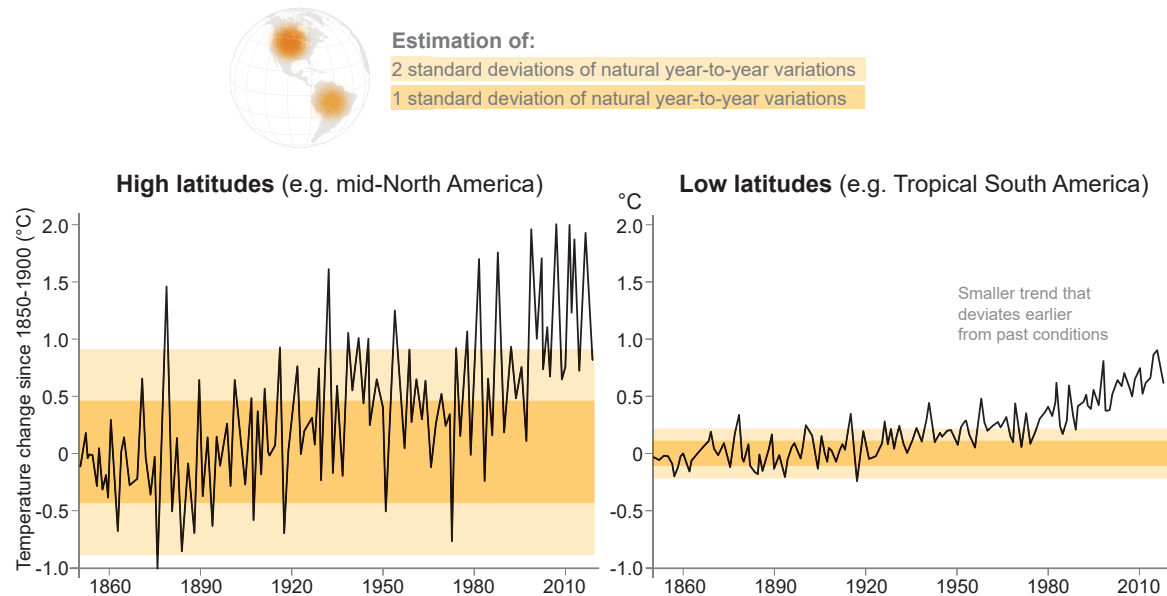 Estimation of:
2 standard deviations of natural year-to-year variations
1 standard deviation of natural year-to-year variations
High latitudes (e.g. mid-North America)
Temperature change since 1850-1900 (°C)
2.0
1.5
1.0
0.5
0
-0.5
-1.0
1860
1890
1920
1950
1980
2010
Low latitudes (e.g. Tropical South America)
°C
2.0
1.5
1.0
0.5
0
-0.5
-1.0
Smaller trend that
deviates earlier
from past conditions
1860
1890
1920
1950
1980
2010